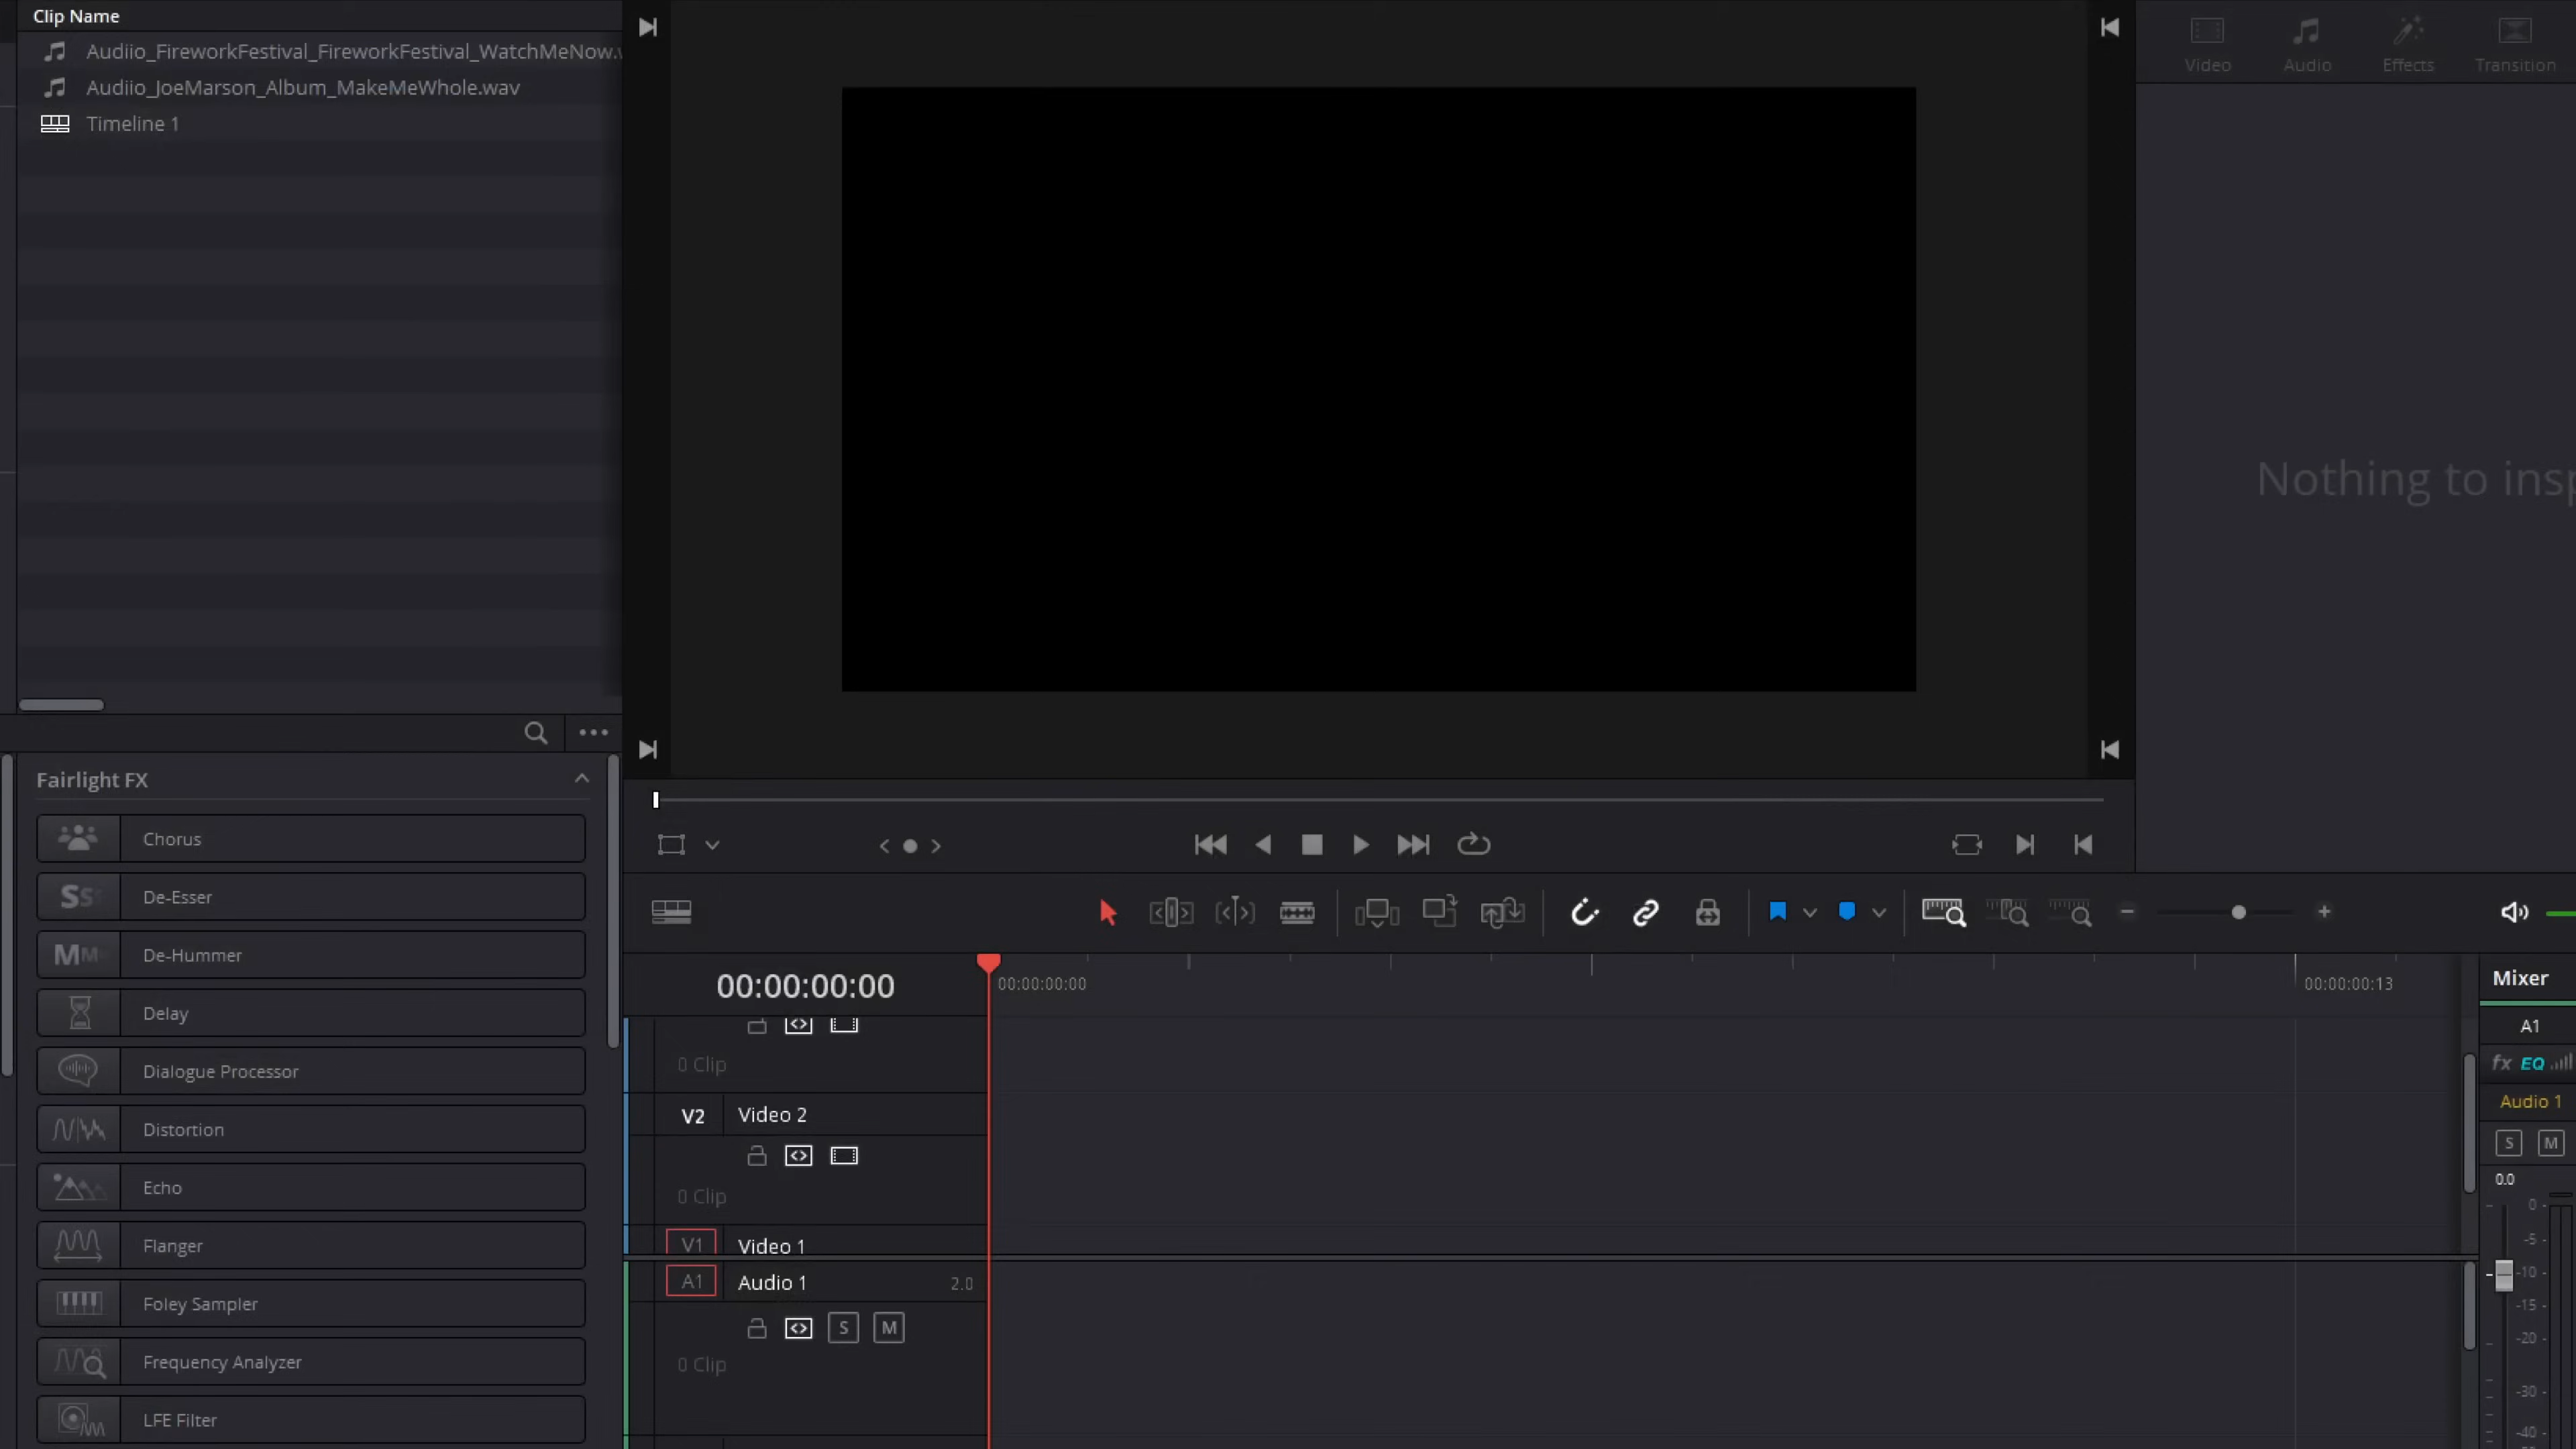 Clip Name
Audiio_FireworkFestival_FireworkFestival_WatchMeNow.
Audiio_JoeMarson_Album_MakeMeWhole.wav
Timeline 1
Video
Audio
Effects
Transition
Nothing to insp
Fairlight FX
Chorus
De-Esser
De-Hummer
Delay
Dialogue Processor
Distortion
Echo
Flanger
Foley Sampler
Frequency Analyzer
LFE Filter
00:00:00:00
00:00:00:00
00:00:00:13
0 Clip
V2 Video 2
0 Clip
V1 Video 1
A1 Audio 1 2.0
S M
0 Clip
Mixer
A1
fx EQ
Audio 1
S M
0.0
0
-5
-10
-15
-20
-30
-40